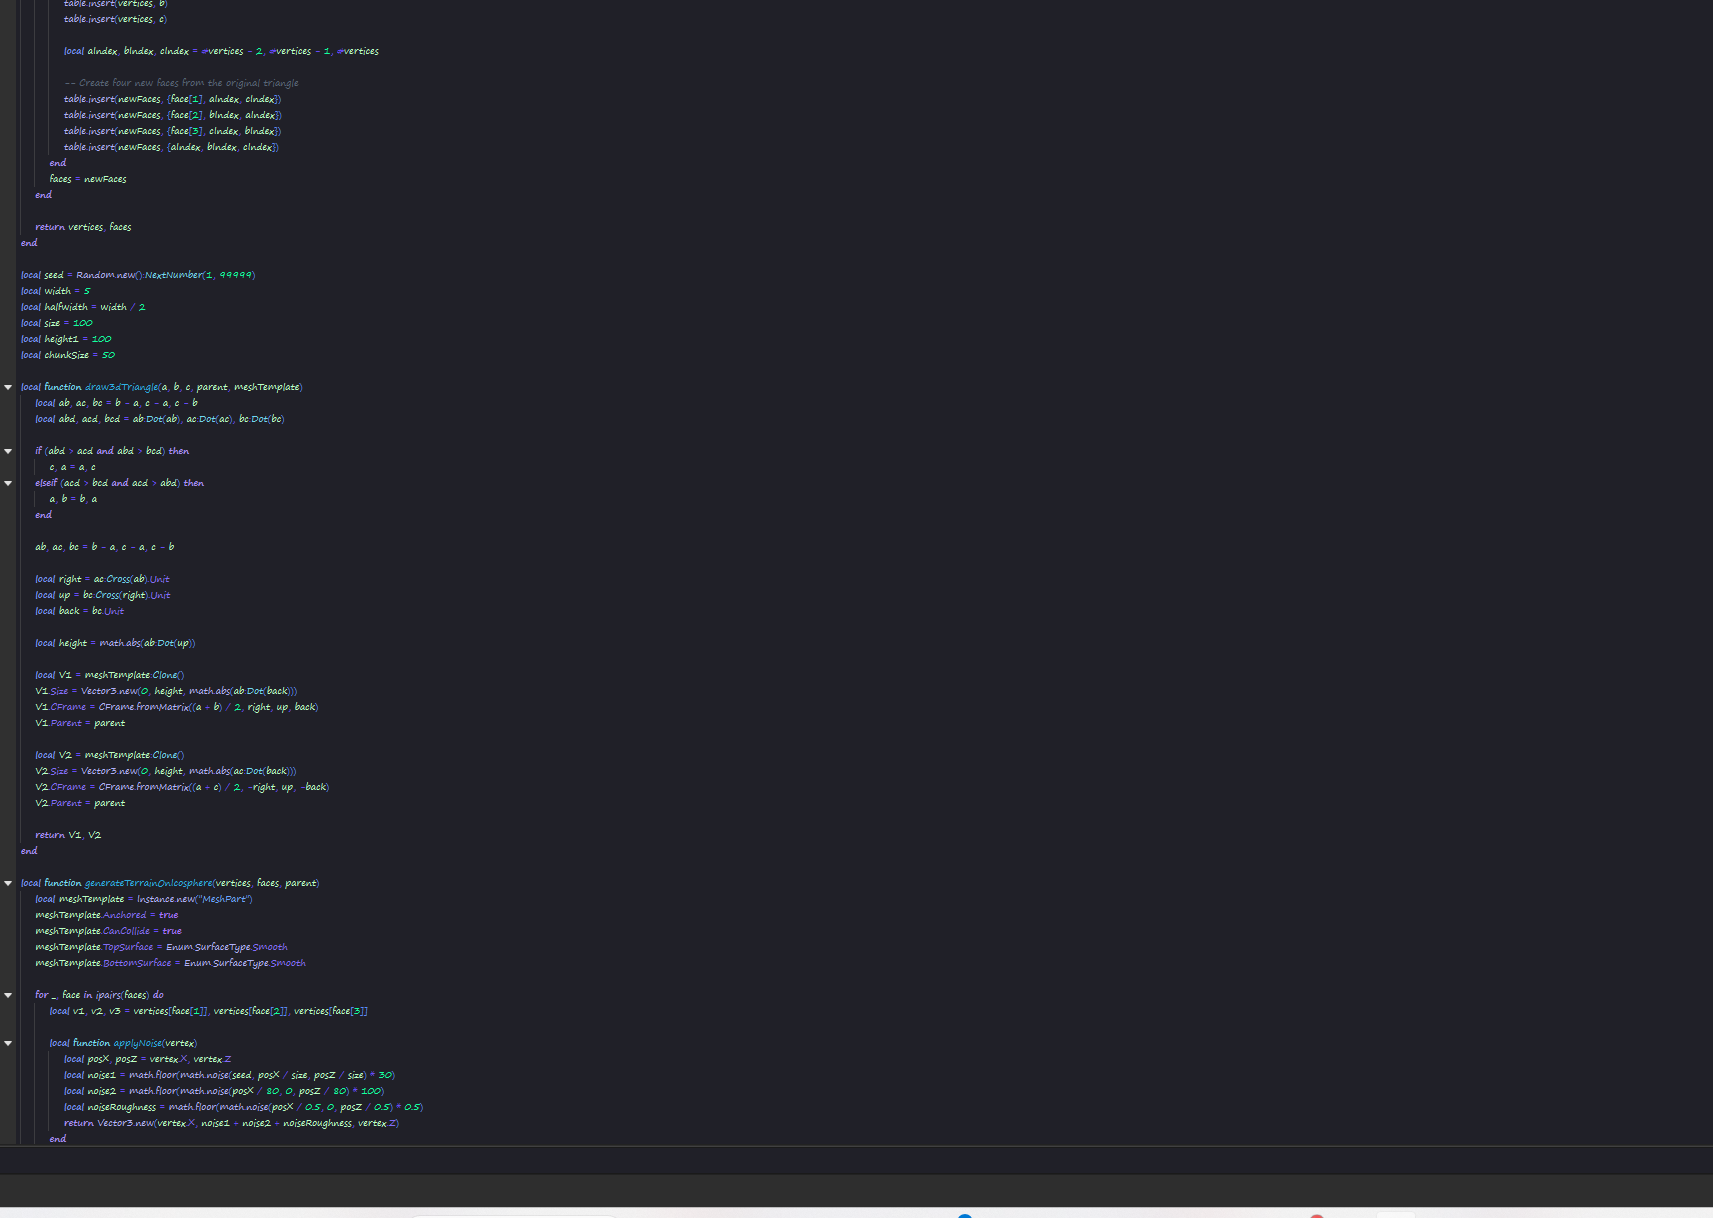 table.insert(vertices, b)
table.insert(vertices, c)
local aIndex, bIndex, cIndex = #vertices - 2, #vertices - 1, #vertices
-- Create four new faces from the original triangle
table.insert(newFaces, {face[1], aIndex, cIndex})
table.insert(newFaces, {face[2], bIndex, aIndex})
table.insert(newFaces, {face[3], cIndex, bIndex})
table.insert(newFaces, {aIndex, bIndex, cIndex})
end
faces = newFaces
end
return vertices, faces
end
local seed = Random.new():NextNumber(1, 99999)
local width = 5
local halfwidth = width / 2
local size = 100
local height1 = 100
local chunkSize = 50
local function draw3dTriangle(a, b, c, parent, meshTemplate)
local ab, ac, bc = b - a, c - a, c - b
local abd, acd, bcd = ab:Dot(ab), ac:Dot(ac), bc:Dot(bc)
if (abd > acd and abd > bcd) then
c, a = a, c
elseif (acd > bcd and acd > abd) then
a, b = b, a
end
ab, ac, bc = b - a, c - a, c - b
local right = ac:Cross(ab).Unit
local up = bc:Cross(right).Unit
local back = bc.Unit
local height = math.abs(ab:Dot(up))
local V1 = meshTemplate:Clone()
V1.Size = Vector3.new(0, height, math.abs(ab:Dot(back)))
V1.CFrame = CFrame.fromMatrix((a + b) / 2, right, up, back)
V1.Parent = parent
local V2 = meshTemplate:Clone()
V2.Size = Vector3.new(0, height, math.abs(ac:Dot(back)))
V2.CFrame = CFrame.fromMatrix((a + c) / 2, -right, up, -back)
V2.Parent = parent
return V1, V2
end
local function generateTerrainOnIcosphere(vertices, faces, parent)
local meshTemplate = Instance.new("MeshPart")
meshTemplate.Anchored = true
meshTemplate.CanCollide = true
meshTemplate.TopSurface = Enum.SurfaceType.Smooth
meshTemplate.BottomSurface = Enum.SurfaceType.Smooth
for _, face in ipairs(faces) do
local v1, v2, v3 = vertices[face[1]], vertices[face[2]], vertices[face[3]]
local function applyNoise(vertex)
local posX, posZ = vertex.X, vertex.Z
local noise1 = math.floor(math.noise(seed, posX / size, posZ / size) * 30)
local noise2 = math.floor(math.noise(posX / 80, 0, posZ / 80) * 100)
local noiseRoughness = math.floor(math.noise(posX / 0.5, 0, posZ / 0.5) * 0.5)
return Vector3.new(vertex.X, noise1 + noise2 + noiseRoughness, vertex.Z)
end